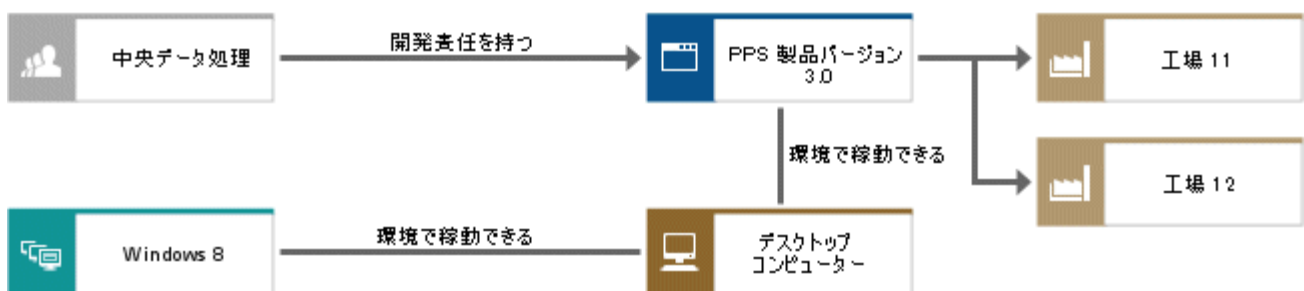 中央データ処理
開発責任を持つ
PPS 製品バージョン
3.0
工場 11
環境で稼動できる
工場 12
Windows 8
環境で稼動できる
デスクトップ
コンピューター